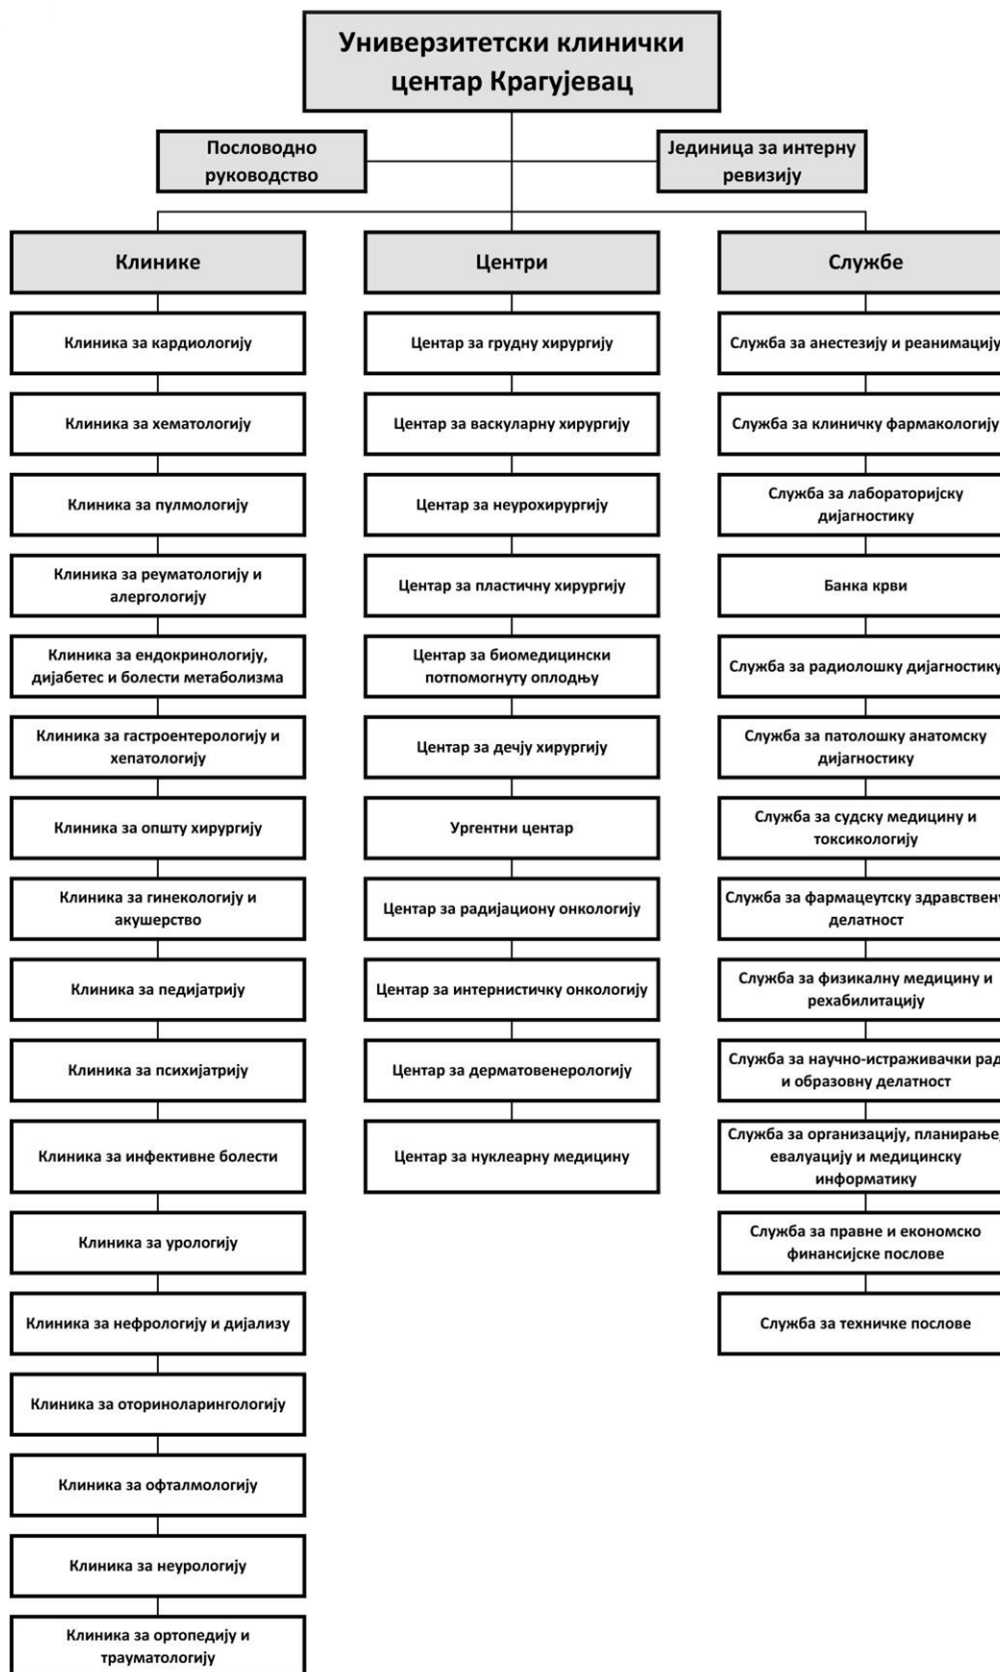 Универзитетски клинички
центар Крагујевац
Пословодно
руководство
Јединица за интерну
ревизију
Клинике
Клиника за кардиологију
Клиника за хематологију
Клиника за пулмологију
Клиника за реуматологију и
алергологију
Клиника за ендокринологију,
дијабетес и болести метаболизма
Клиника за гастроентерологију и
хепатологију
Клиника за општу хирургију
Клиника за гинекологију и
акушерство
Клиника за педијатрију
Клиника за психијатрију
Клиника за инфективне болести
Клиника за урологију
Клиника за нефрологију и дијализу
Клиника за оториноларингологију
Клиника за офталмологију
Клиника за неурологију
Клиника за ортопедију и
трауматологију
Центри
Центар за грудну хирургију
Центар за васкуларну хирургију
Центар за неурохирургију
Центар за пластичну хирургију
Центар за биомедицински
потпомогнуту оплодњу
Центар за дечју хирургију
Ургентни центар
Центар за радијациону онкологију
Центар за интернистичку онкологију
Центар за дерматовенерологију
Центар за нуклеарну медицину
Службе
Служба за анестезију и реанимацију
Служба за клиничку фармакологију
Служба за лабораторијску
дијагностику
Банка крви
Служба за радиолошку дијагностику
Служба за патолошку анатомску
дијагностику
Служба за судску медицину и
токсикологију
Служба за фармацеутску здравствену
делатност
Служба за физикалну медицину и
рехабилитацију
Служба за научно-истраживачки рад
и образовну делатност
Служба за организацију, планирање,
евалуацију и медицинску
информатику
Служба за правне и економско
финансијске послове
Служба за техничке послове